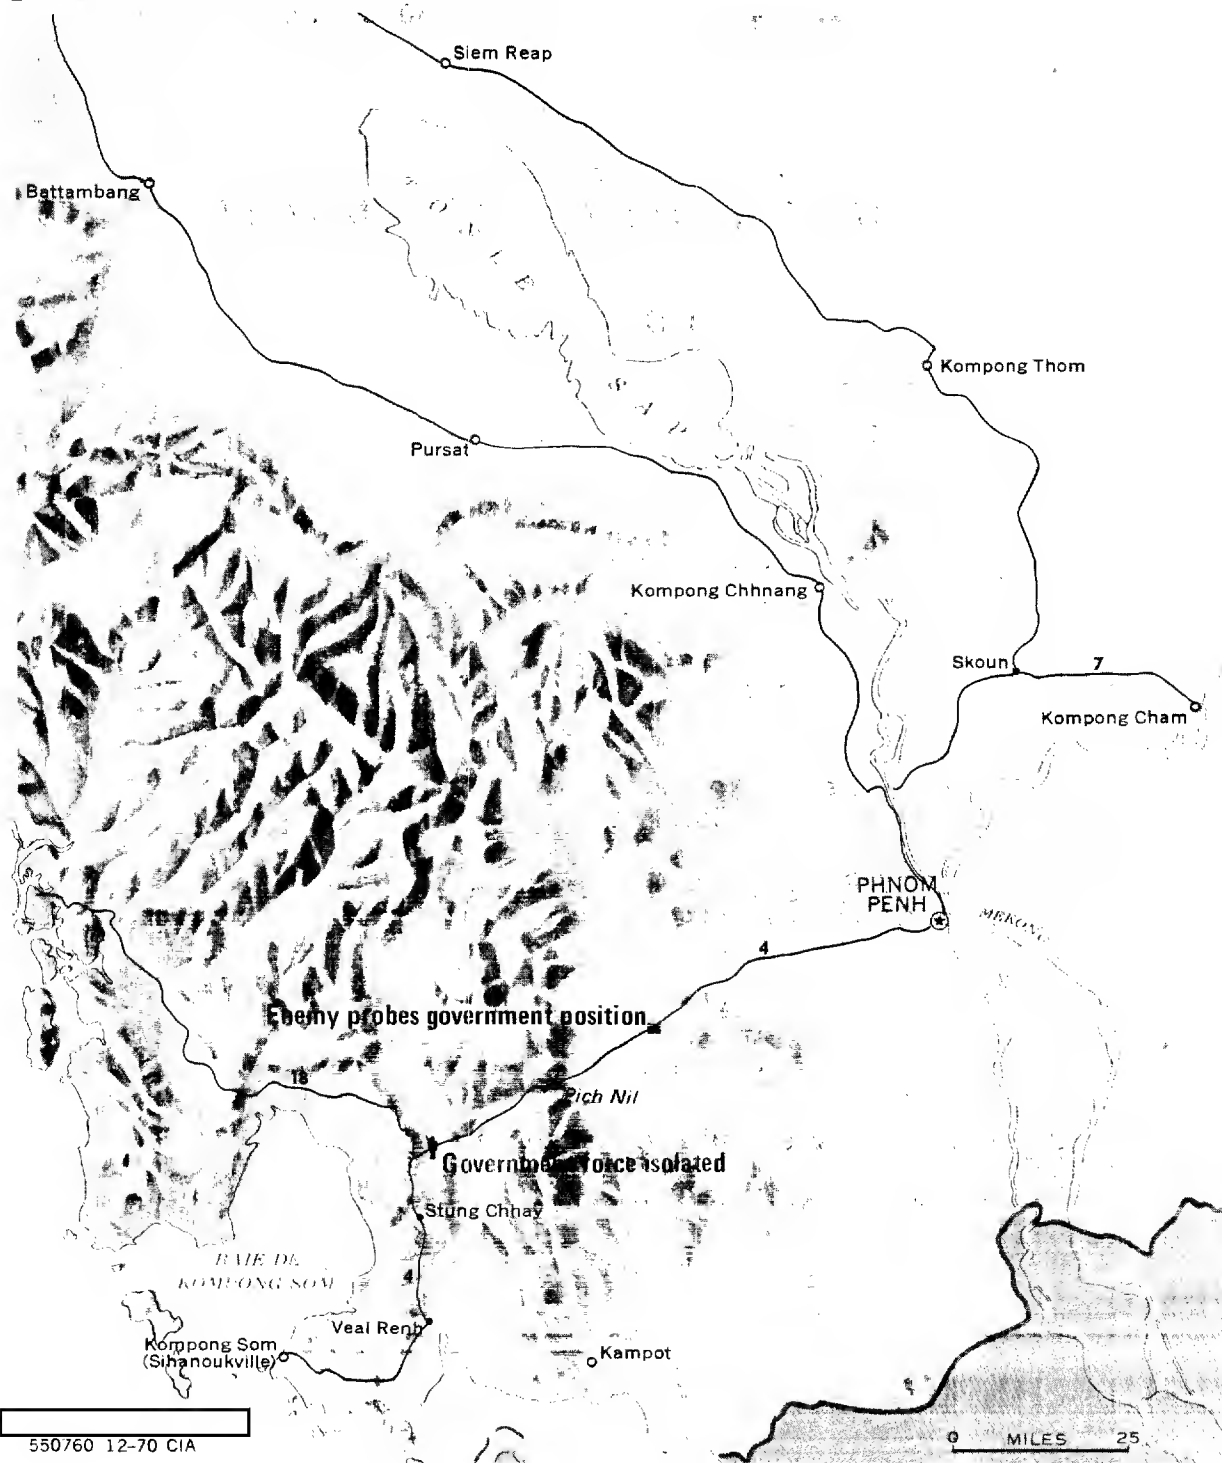 Siem Reap
Battambang
Kompong Thom
Pursat
Kompong Chhnang
Skoun
7
Kompong Cham
PHNOM
PENH
MEKONG
4
Enemy probes government position
18
Pich Nil
Government force isolated
Stung Chhay
BAIE DE
KOMPONG SOM
4
Veal Renh
Kompong Som
(Sihanoukville)
Kampot
550760 12-70 CIA
0 MILES 25